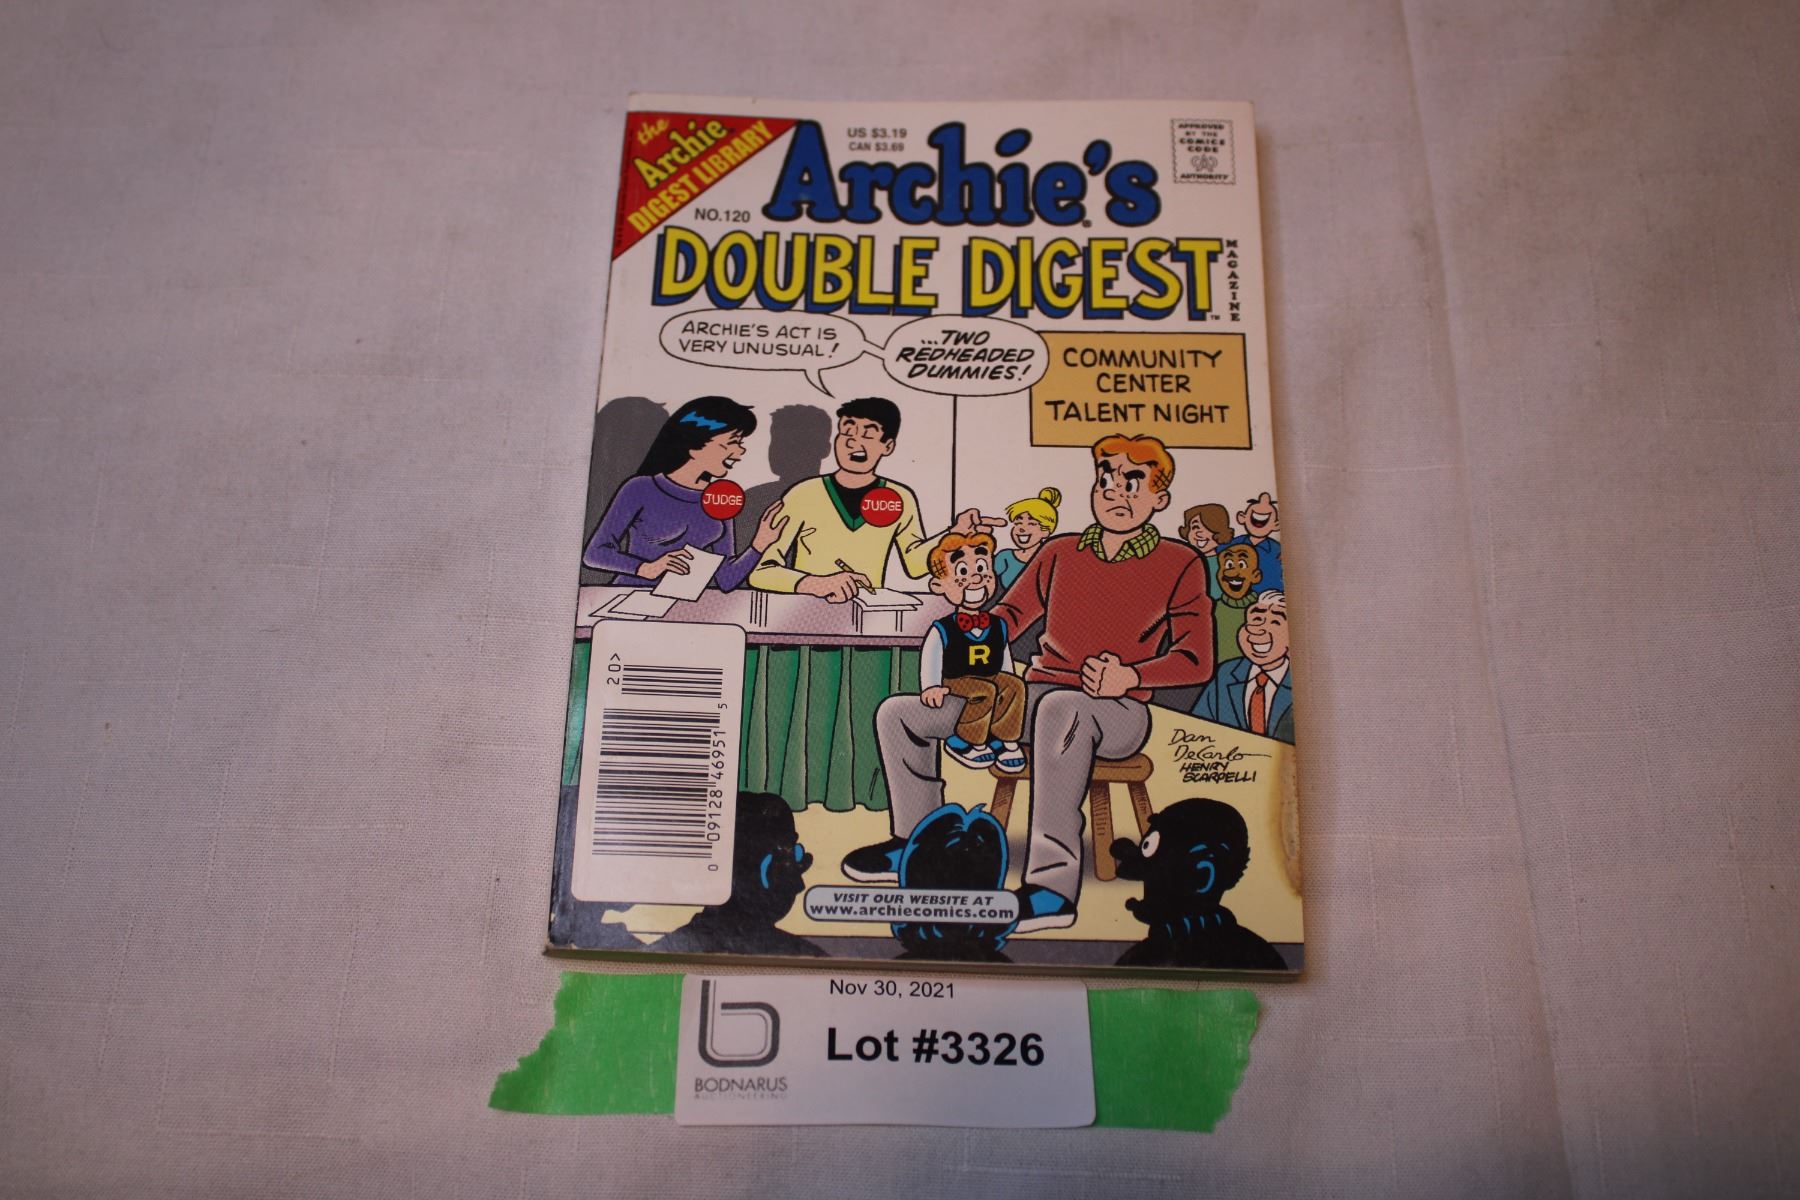 the
Archie
DIGEST LIBRARY
US $3.19
CAN $3.69
NO.120
Archie's
DOUBLE DIGEST
MAGAZINE
TM
APPROVED
BY THE
COMICS
CODE
AUTHORITY
ARCHIE'S ACT IS
VERY UNUSUAL!
...TWO
REDHEADED
DUMMIES!
COMMUNITY
CENTER
TALENT NIGHT
JUDGE
JUDGE
R
20>
0 09128 46951 5
Dan
DeCarlo
HENRY
SCARPELLI
VISIT OUR WEBSITE AT
www.archiecomics.com
Nov 30, 2021
Lot #3326
BODNARUS
AUCTIONEERING